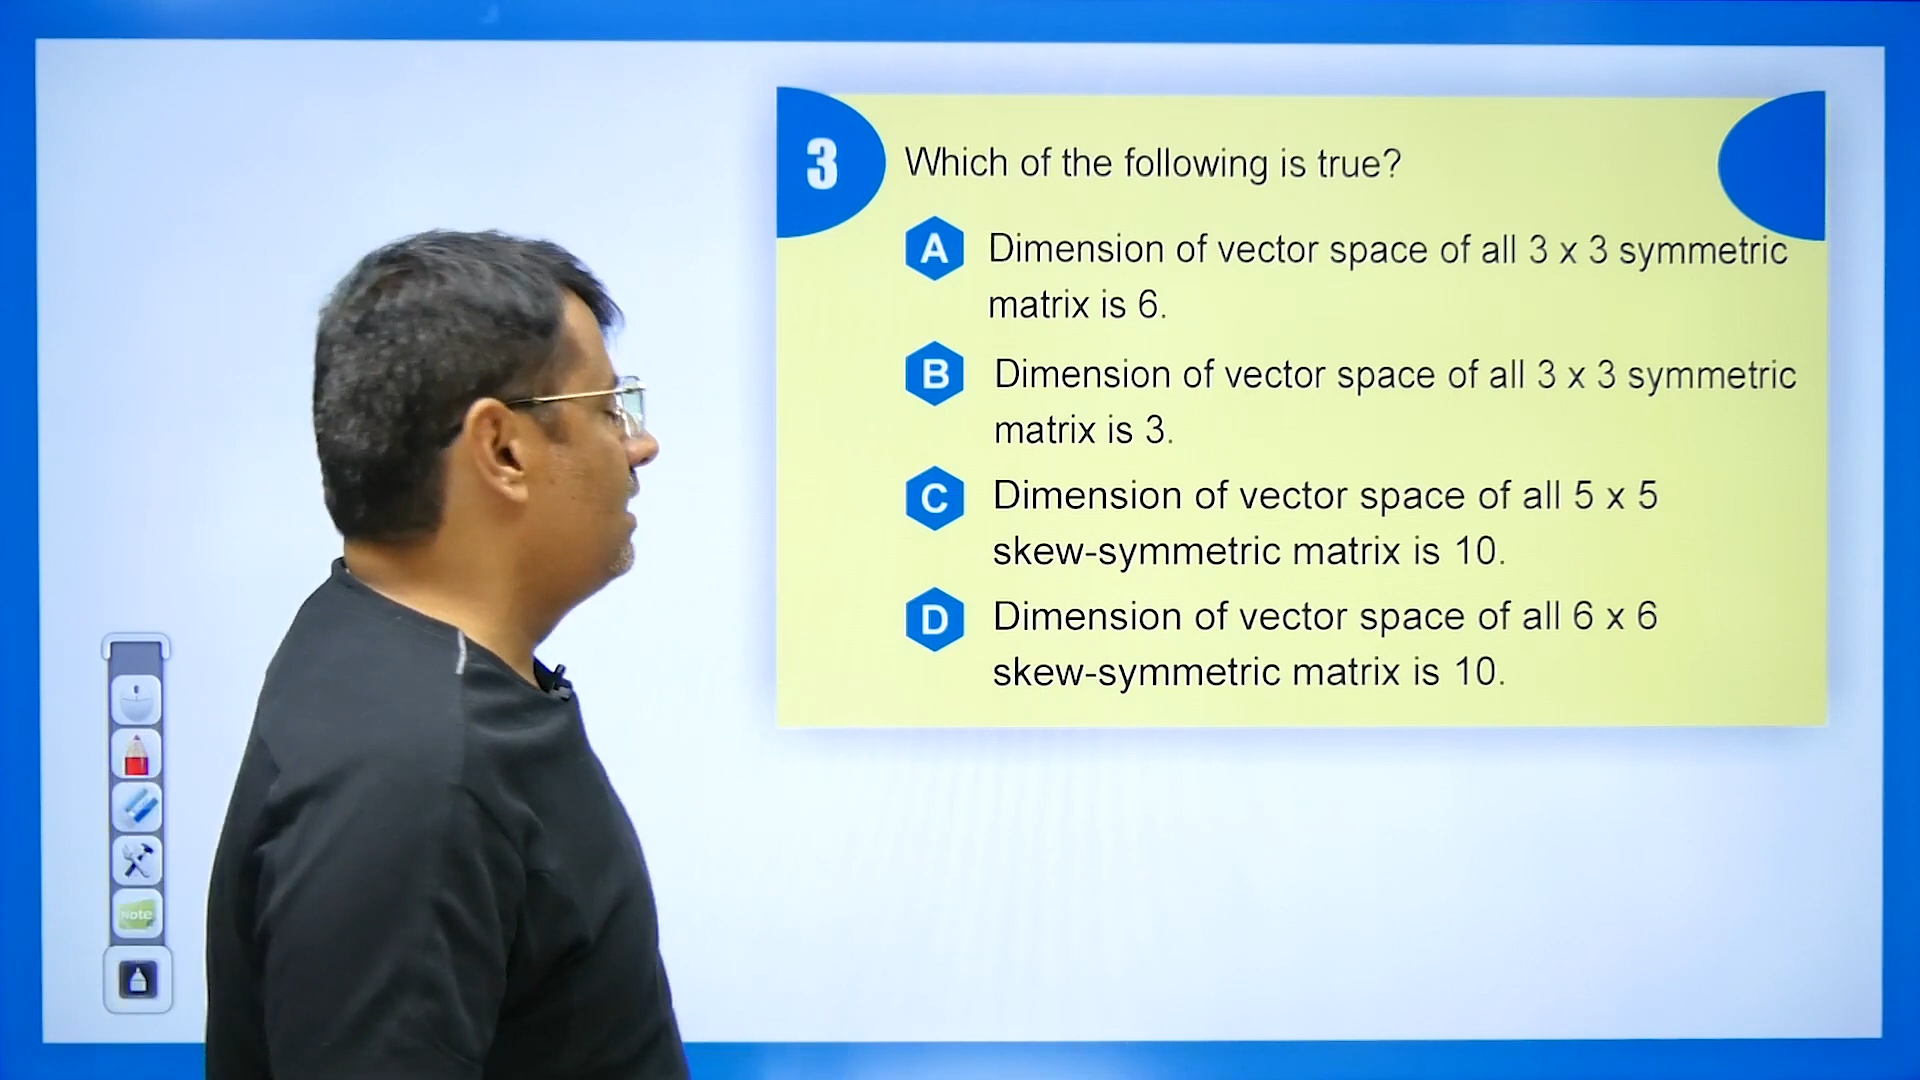 3
Which of the following is true?
A
Dimension of vector space of all 3 x 3 symmetric
matrix is 6.
B
Dimension of vector space of all 3 x 3 symmetric
matrix is 3.
C
Dimension of vector space of all 5 x 5
skew-symmetric matrix is 10.
D
Dimension of vector space of all 6 x 6
skew-symmetric matrix is 10.
Note